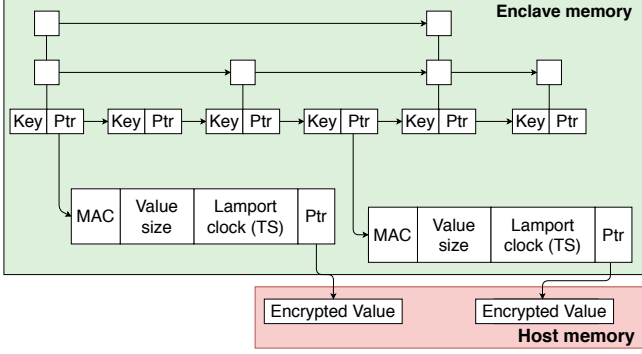 Enclave memory
Key Ptr Key Ptr Key Ptr Key Ptr Key Ptr Key Ptr
MAC Value size Lamport clock (TS) Ptr
MAC Value size Lamport clock (TS) Ptr
Encrypted Value Encrypted Value
Host memory